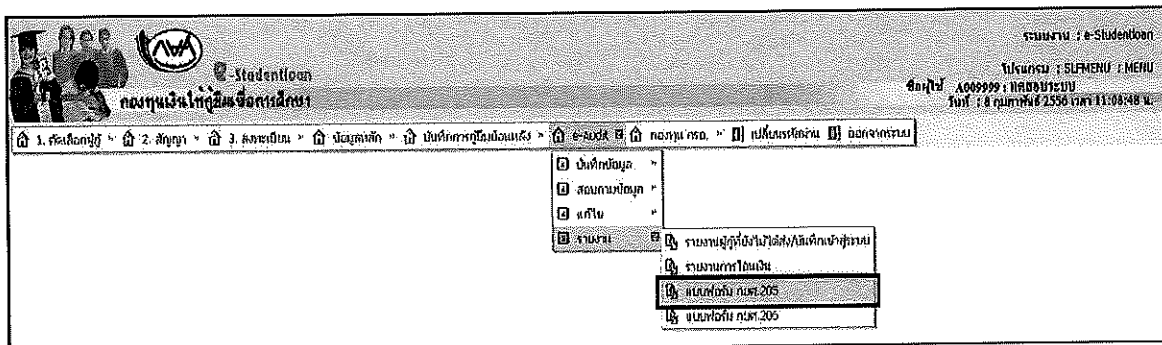 ระบบงาน : e-Studentloan
e-Studentloan
โปรแกรม : SLFMENU : MENU
กองทุนเงินให้กู้ยืมเพื่อการศึกษา
ชื่อผู้ใช้ A009999 : ทดสอบระบบ
วันที่ : 8 กุมภาพันธ์ 2556 เวลา 11:08:48 น.
1. คัดเลือกผู้กู้ » 2. สัญญา » 3. ลงทะเบียน » ข้อมูลหลัก » บันทึกการกู้ยืมย้อนหลัง » e-Audit กองทุน กรอ. » เปลี่ยนรหัสผ่าน ออกจากระบบ
บันทึกข้อมูล »
สอบถามข้อมูล »
แก้ไข »
รายงาน
รายงานผู้กู้ที่ยังไม่ได้ส่ง/บันทึกเข้าสู่ระบบ
รายงานการโอนเงิน
แบบฟอร์ม กยศ.205
แบบฟอร์ม กยศ.206